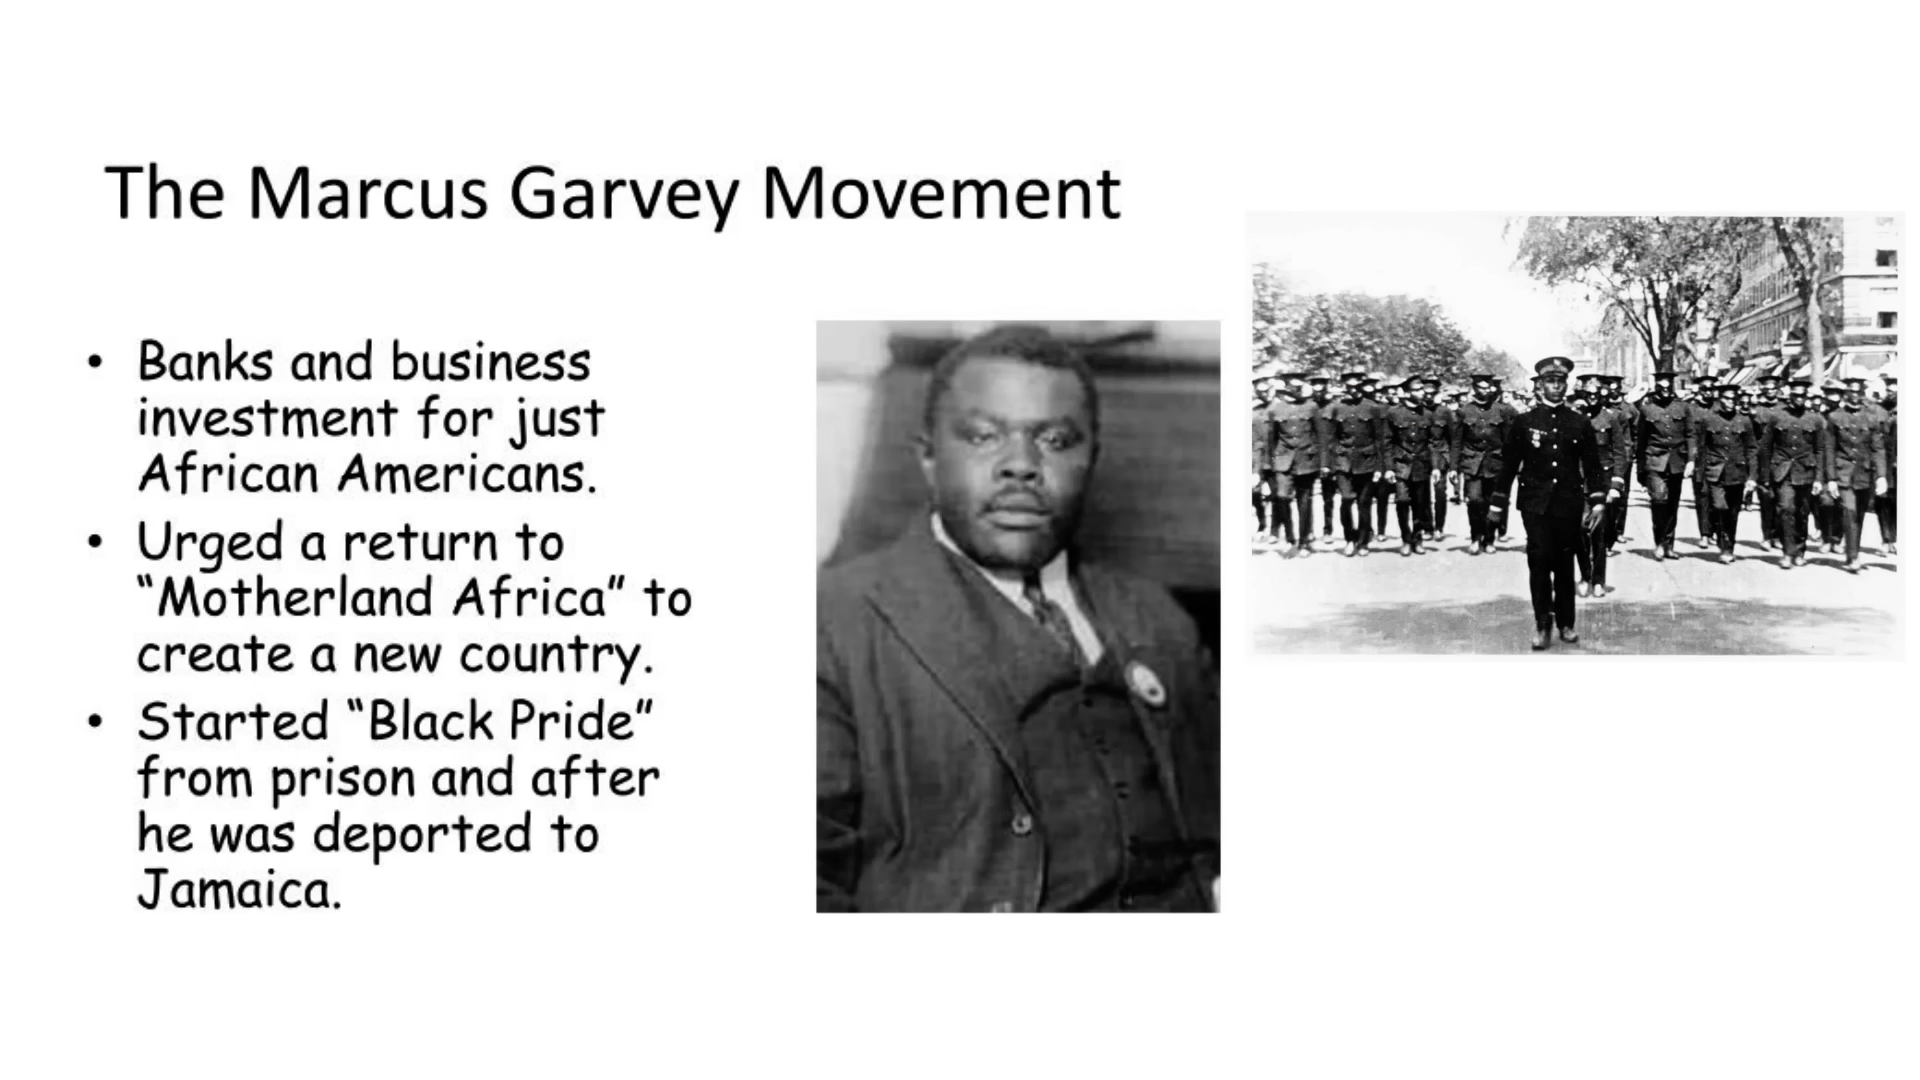 The Marcus Garvey Movement
• Banks and business
investment for just
African Americans.
• Urged a return to
“Motherland Africa” to
create a new country.
• Started “Black Pride”
from prison and after
he was deported to
Jamaica.